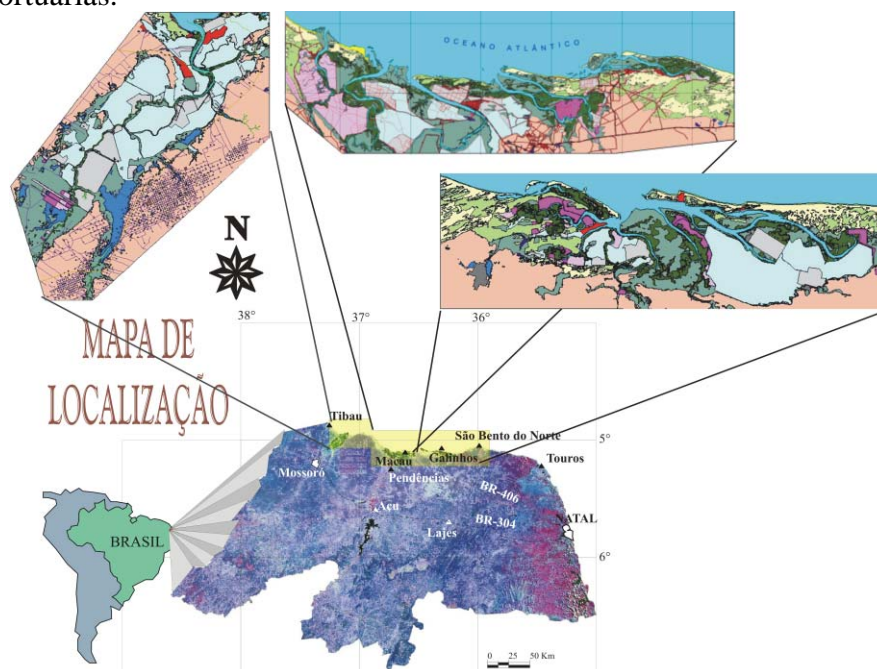 ortuárias.
OCEANO ATLÂNTICO
N
MAPA DE
LOCALIZAÇÃO
38°
37°
36°
Tibau
São Bento do Norte
5°
Macau
Galinhos
Touros
Mossoró
Pendências
BR-406
Açu
BR-304
Lajes
NATAL
BRASIL
6°
0 25 50 Km